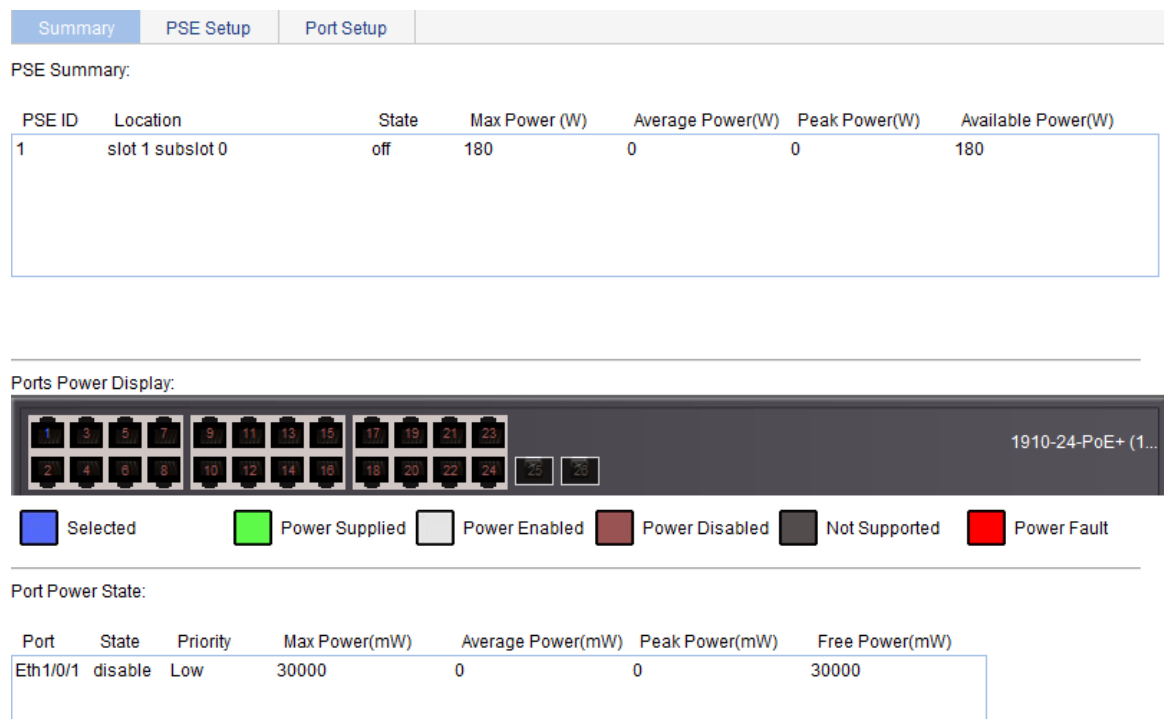 Summary PSE Setup Port Setup
PSE Summary:
PSE ID Location State Max Power (W) Average Power(W) Peak Power(W) Available Power(W)
1 slot 1 subslot 0 off 180 0 0 180
Ports Power Display:
1 3 5 7 9 11 13 15 17 19 21 23
1910-24-PoE+ (1...
2 4 6 8 10 12 14 16 18 20 22 24 25 26
Selected Power Supplied Power Enabled Power Disabled Not Supported Power Fault
Port Power State:
Port State Priority Max Power(mW) Average Power(mW) Peak Power(mW) Free Power(mW)
Eth1/0/1 disable Low 30000 0 0 30000